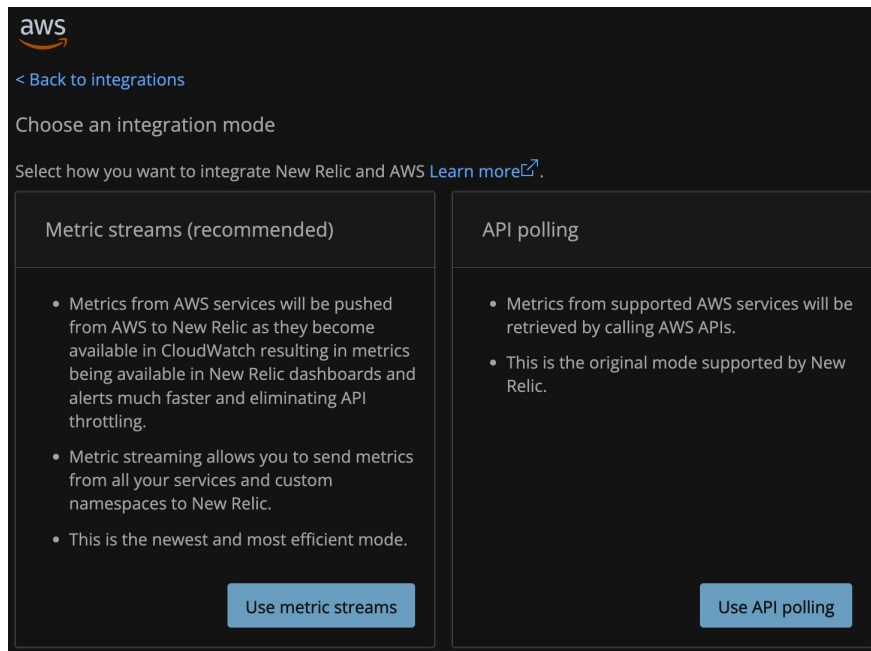 aws
< Back to integrations
Choose an integration mode
Select how you want to integrate New Relic and AWS Learn more.
Metric streams (recommended)
• Metrics from AWS services will be pushed
from AWS to New Relic as they become
available in CloudWatch resulting in metrics
being available in New Relic dashboards and
alerts much faster and eliminating API
throttling.
• Metric streaming allows you to send metrics
from all your services and custom
namespaces to New Relic.
• This is the newest and most efficient mode.
Use metric streams
API polling
• Metrics from supported AWS services will be
retrieved by calling AWS APIs.
• This is the original mode supported by New
Relic.
Use API polling